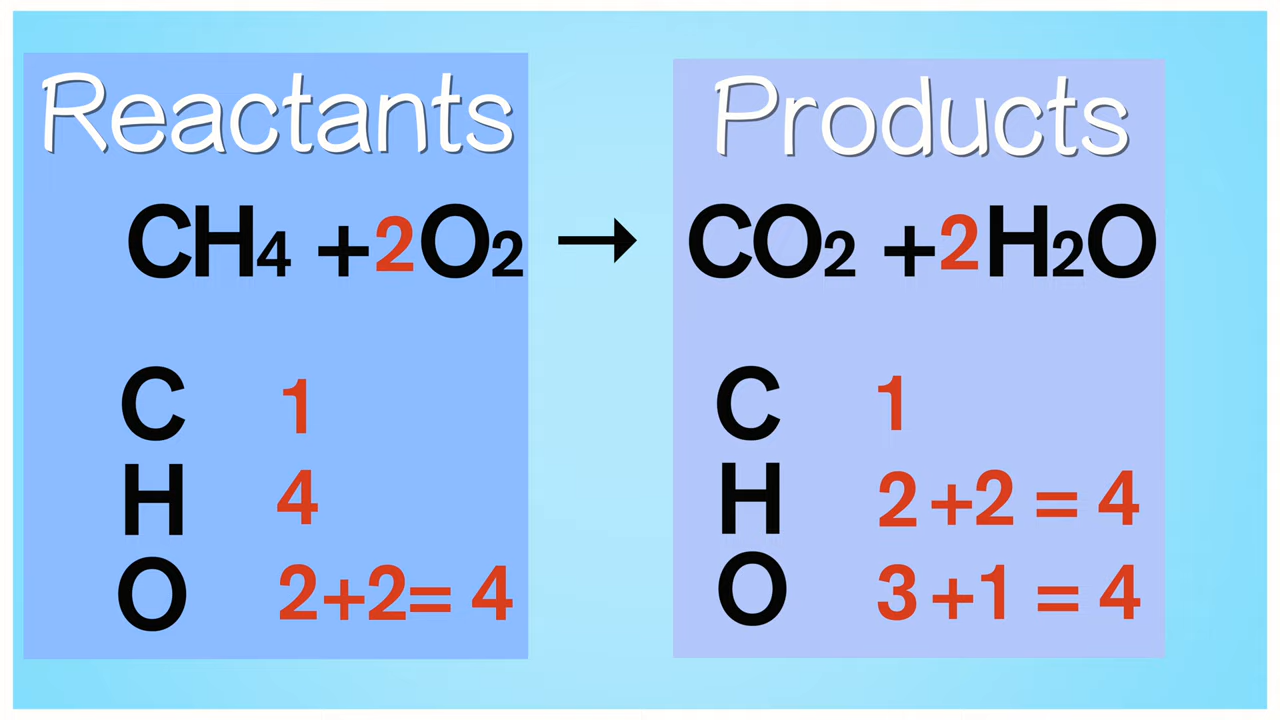 Reactants
CH4 +2O2 → CO2 +2H2O
C 1
H 4
O 2+2= 4
Products
C 1
H 2+2 = 4
O 3+1 = 4